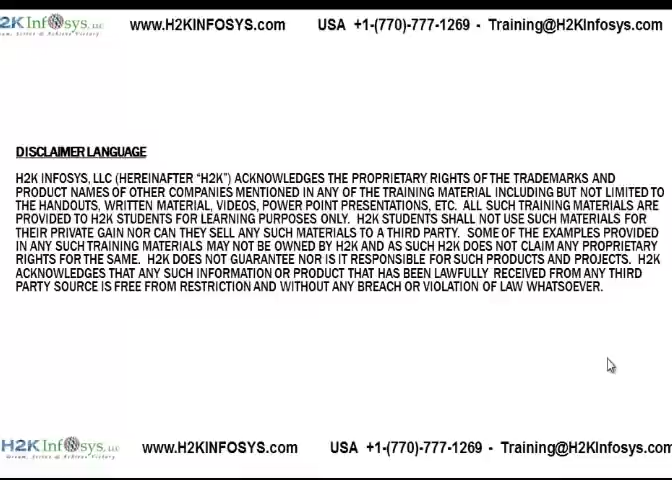 H2K Infosys, LLC www.H2KINFOSYS.com USA +1-(770)-777-1269 - Training@H2KInfosys.com
Dream, Strive & Achieve Victory
DISCLAIMER LANGUAGE
H2K INFOSYS, LLC (HEREINAFTER “H2K”) ACKNOWLEDGES THE PROPRIETARY RIGHTS OF THE TRADEMARKS AND
PRODUCT NAMES OF OTHER COMPANIES MENTIONED IN ANY OF THE TRAINING MATERIAL INCLUDING BUT NOT LIMITED TO
THE HANDOUTS, WRITTEN MATERIAL, VIDEOS, POWER POINT PRESENTATIONS, ETC. ALL SUCH TRAINING MATERIALS ARE
PROVIDED TO H2K STUDENTS FOR LEARNING PURPOSES ONLY. H2K STUDENTS SHALL NOT USE SUCH MATERIALS FOR
THEIR PRIVATE GAIN NOR CAN THEY SELL ANY SUCH MATERIALS TO A THIRD PARTY. SOME OF THE EXAMPLES PROVIDED
IN ANY SUCH TRAINING MATERIALS MAY NOT BE OWNED BY H2K AND AS SUCH H2K DOES NOT CLAIM ANY PROPRIETARY
RIGHTS FOR THE SAME. H2K DOES NOT GUARANTEE NOR IS IT RESPONSIBLE FOR SUCH PRODUCTS AND PROJECTS. H2K
ACKNOWLEDGES THAT ANY SUCH INFORMATION OR PRODUCT THAT HAS BEEN LAWFULLY RECEIVED FROM ANY THIRD
PARTY SOURCE IS FREE FROM RESTRICTION AND WITHOUT ANY BREACH OR VIOLATION OF LAW WHATSOEVER.
H2K Infosys, LLC www.H2KINFOSYS.com USA +1-(770)-777-1269 - Training@H2KInfosys.com
Dream, Strive & Achieve Victory